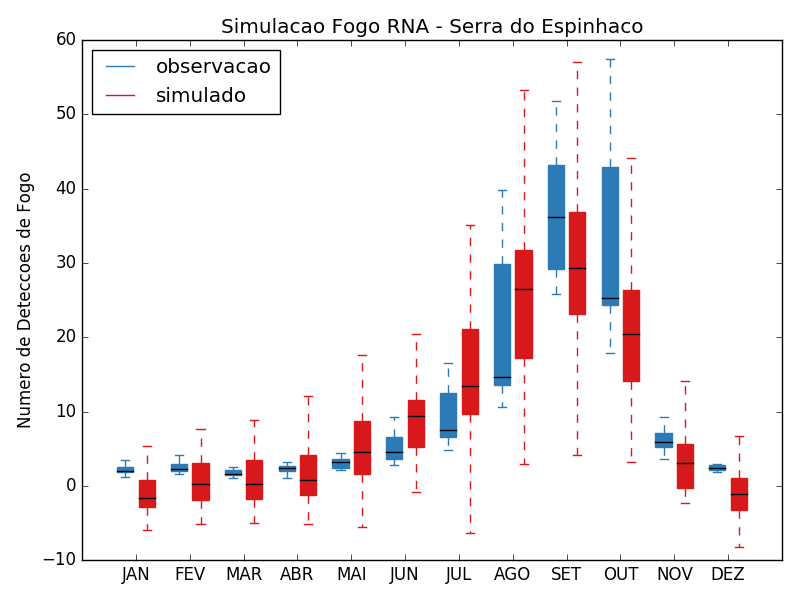 Simulacao Fogo RNA - Serra do Espinhaco
observacao
simulado
Numero de Deteccoes de Fogo
60
50
40
30
20
10
0
−10
JAN FEV MAR ABR MAI JUN JUL AGO SET OUT NOV DEZ